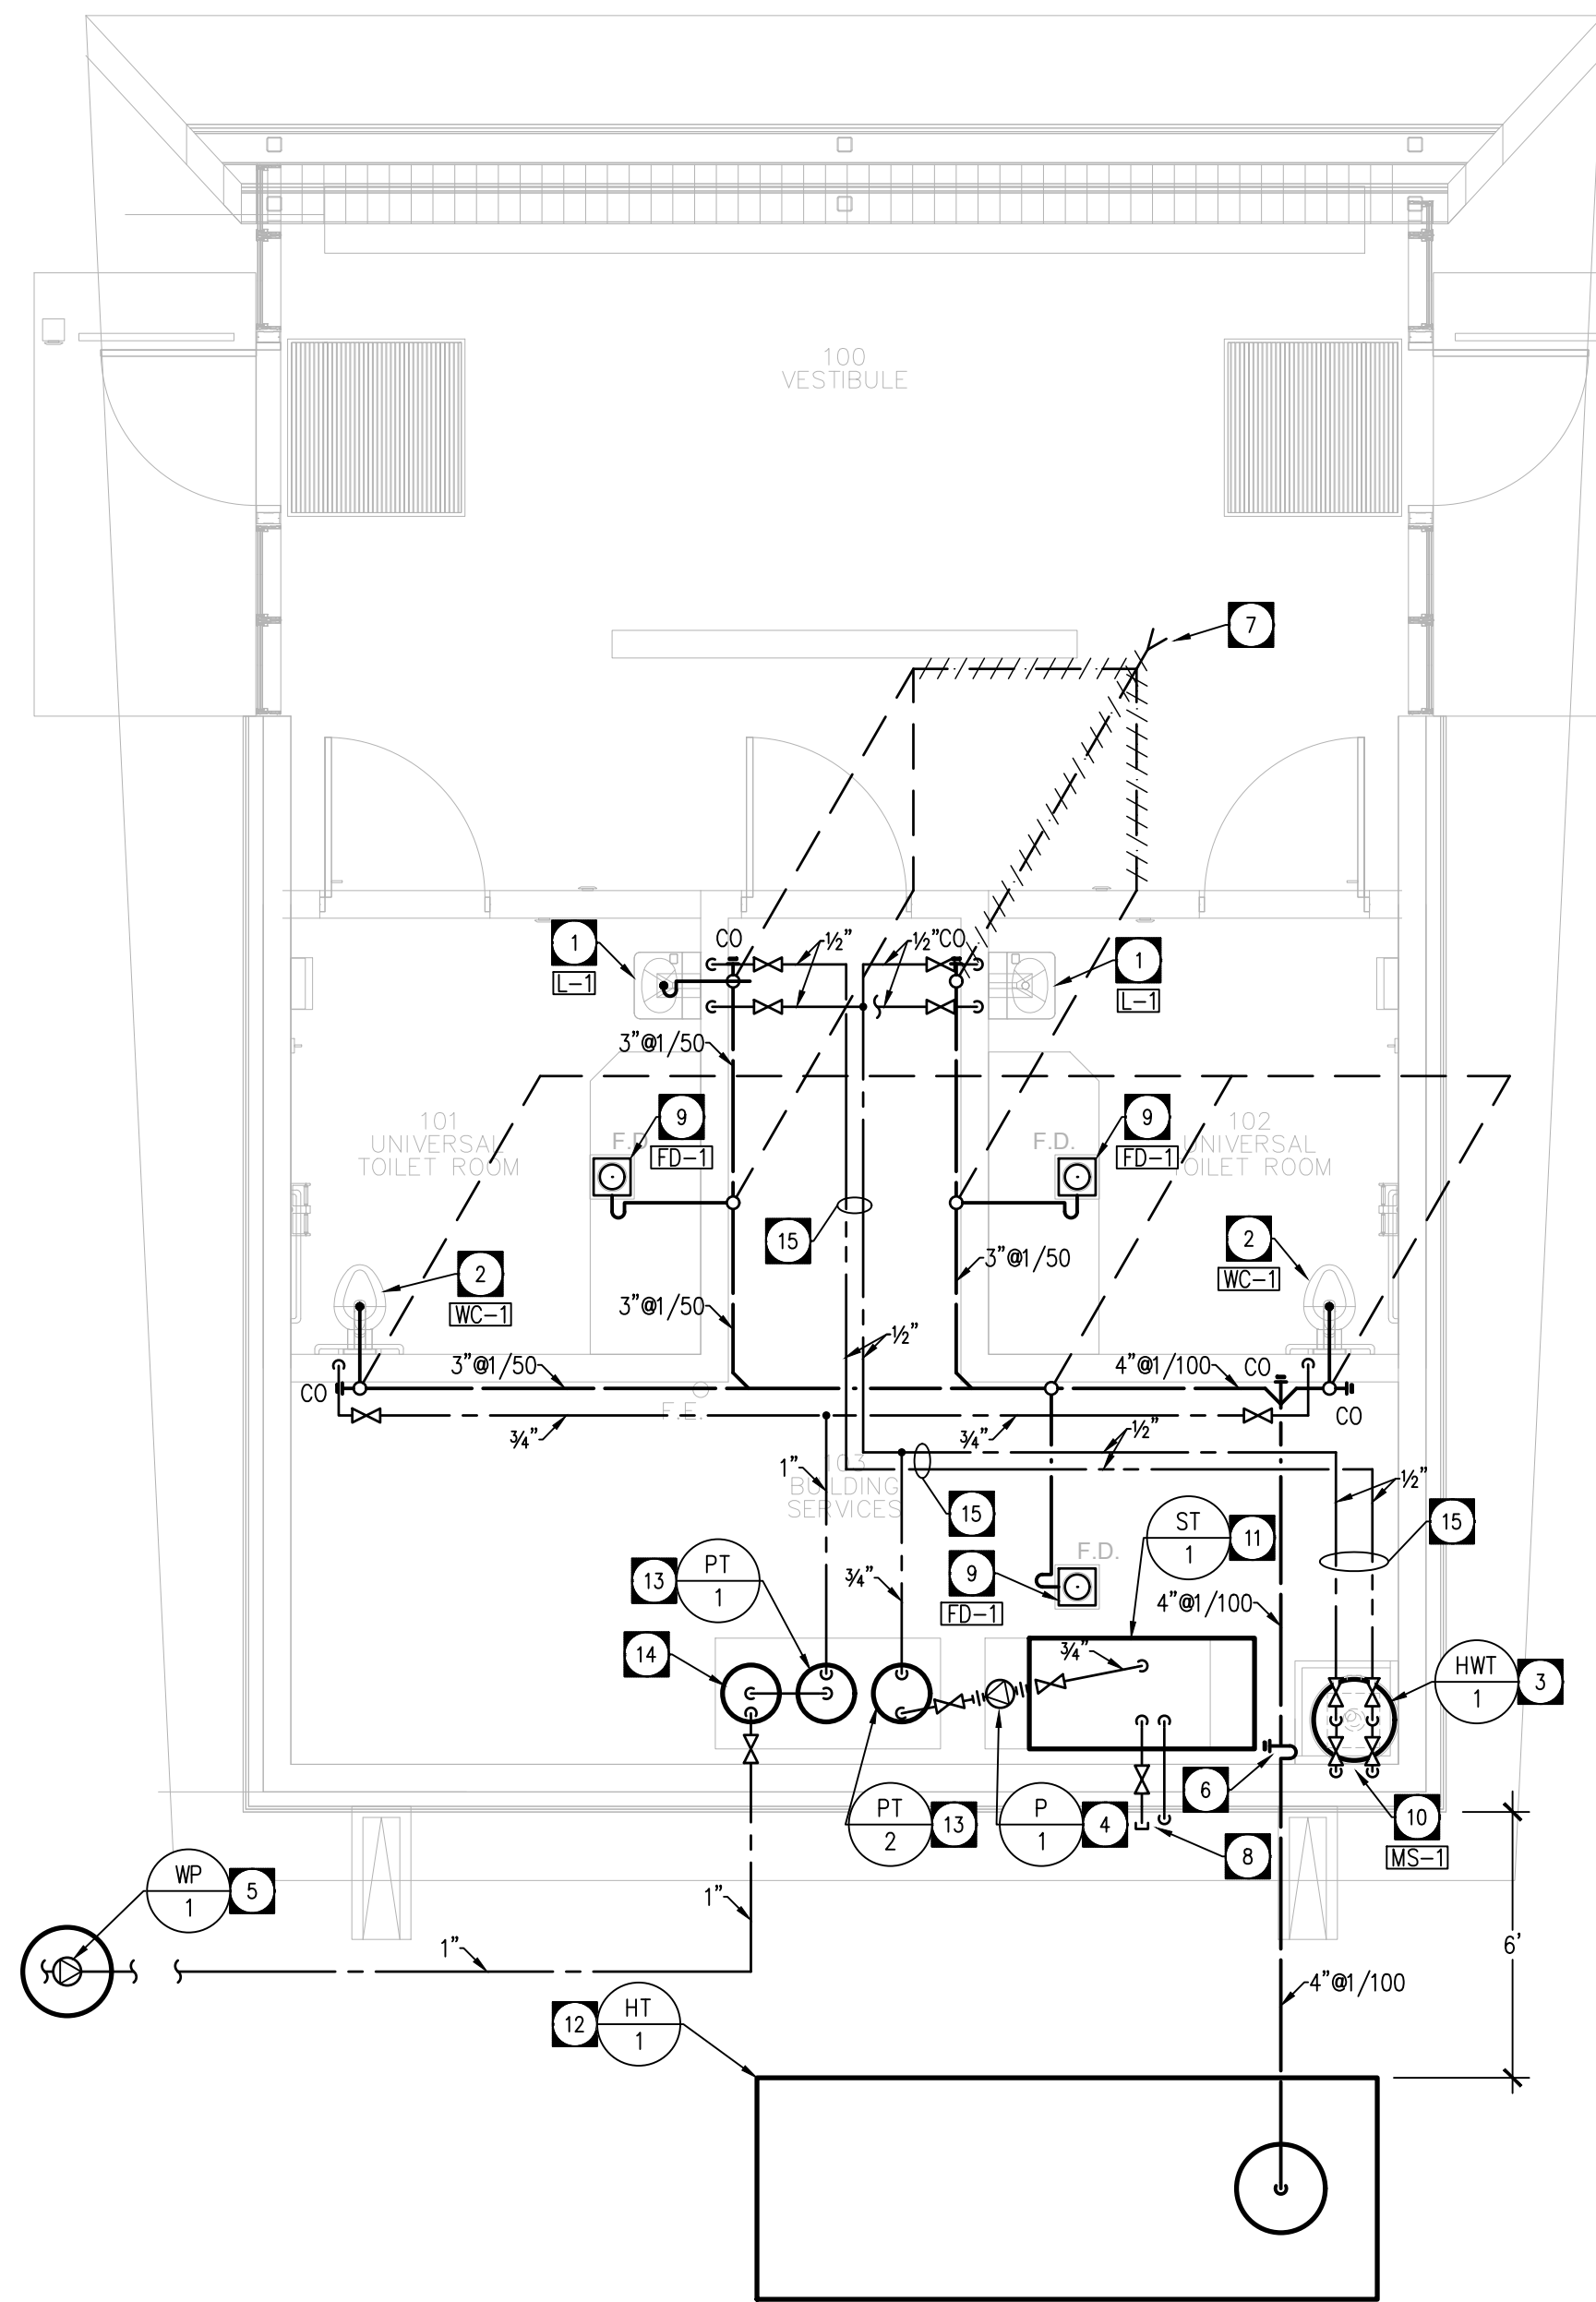 100
VESTIBULE
7
1
L-1
CO
½"
½"
CO
1
L-1
3"@1/50
101
UNIVERSAL
TOILET ROOM
F.D
9
FD-1
F.D.
9
FD-1
102
UNIVERSAL
TOILET ROOM
15
2
WC-1
3"@1/50
3"@1/50
2
WC-1
½"
3"@1/50
4"@1/100
CO
CO
CO
F.E.
¾"
¾"
½"
1"
103
BUILDING
SERVICES
½"
15
15
ST
1
11
F.D.
13
PT
1
¾"
9
FD-1
4"@1/100
14
¾"
HWT
1
3
6
PT
2
13
P
1
4
8
10
MS-1
WP
1
5
1"
1"
6'
4"@1/100
12
HT
1